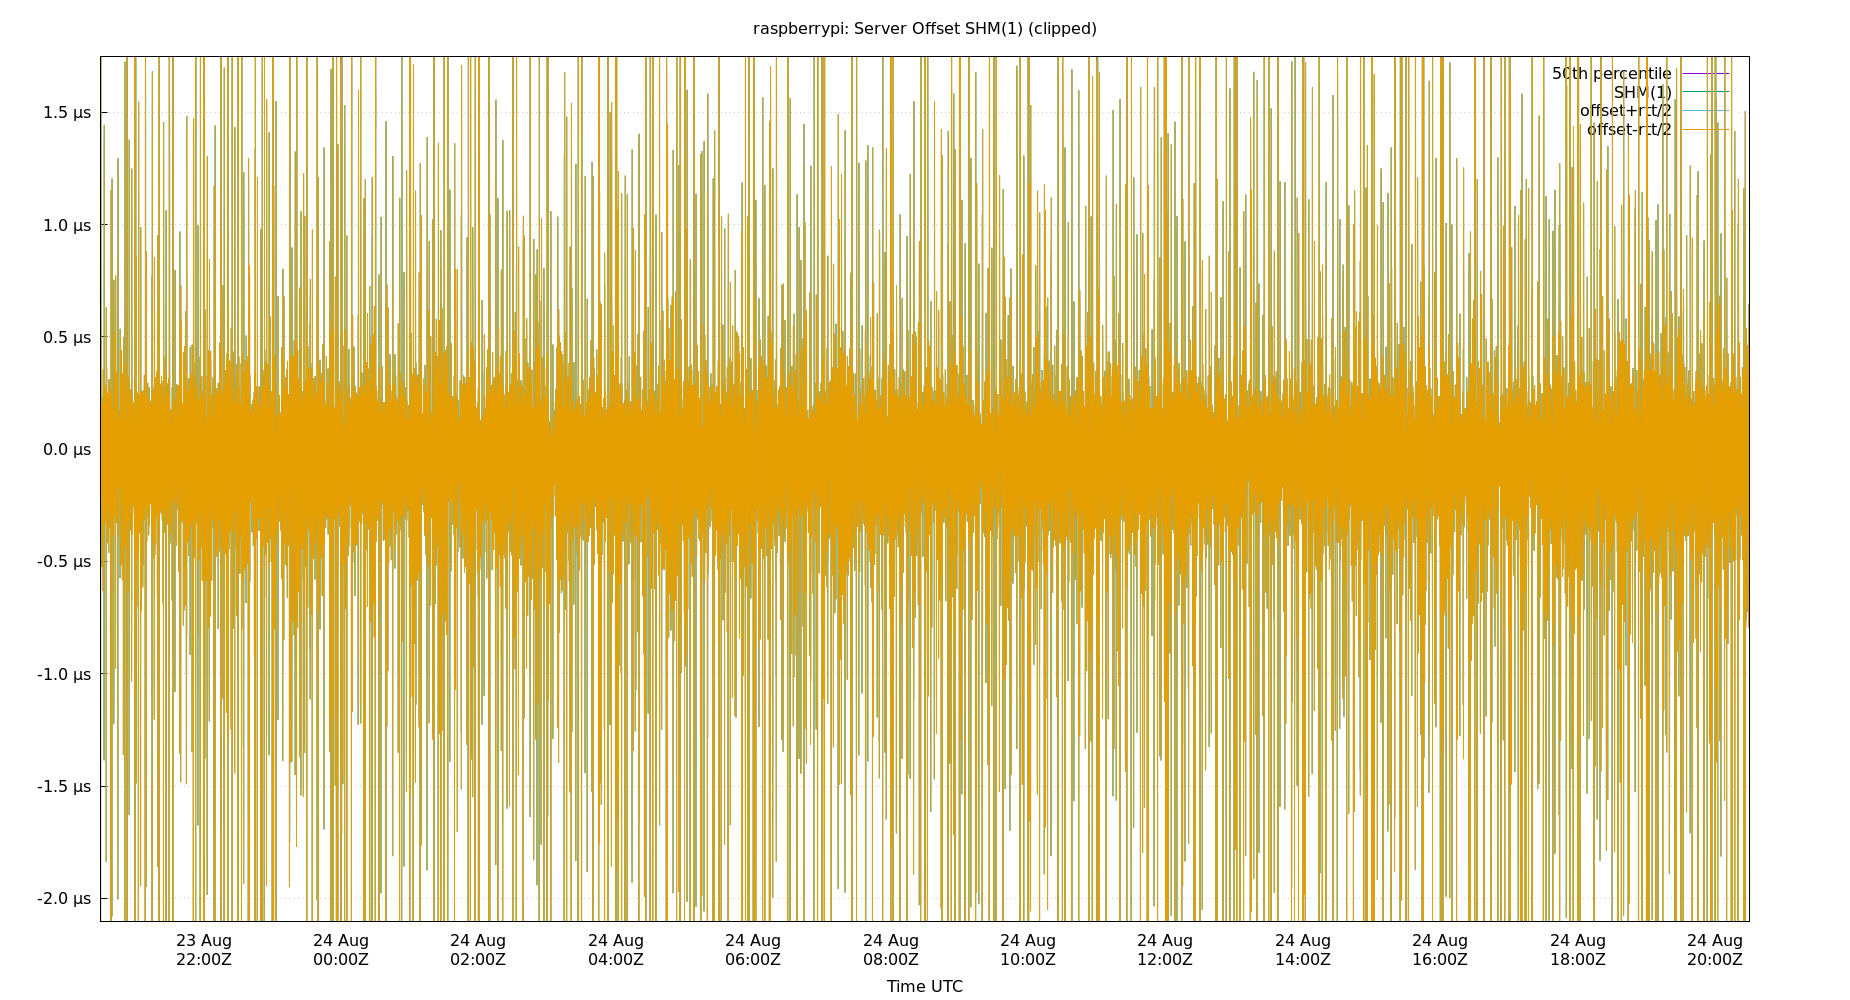 raspberrypi: Server Offset SHM(1) (clipped)
50th percentile
SHM(1)
offset+rtt/2
offset-rtt/2
1.5 µs
1.0 µs
0.5 µs
0.0 µs
-0.5 µs
-1.0 µs
-1.5 µs
-2.0 µs
23 Aug 24 Aug 24 Aug 24 Aug 24 Aug 24 Aug 24 Aug 24 Aug 24 Aug 24 Aug 24 Aug 24 Aug
22:00Z 00:00Z 02:00Z 04:00Z 06:00Z 08:00Z 10:00Z 12:00Z 14:00Z 16:00Z 18:00Z 20:00Z
Time UTC